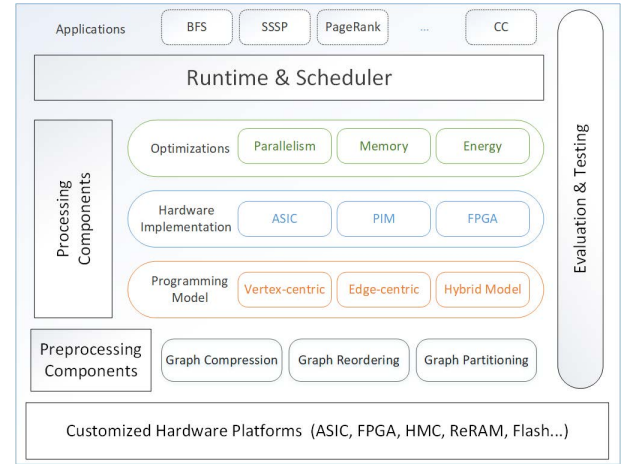 Applications
BFS
SSSP
PageRank
...
CC
Runtime & Scheduler
Processing
Components
Optimizations
Parallelism
Memory
Energy
Hardware
Implementation
ASIC
PIM
FPGA
Programming
Model
Vertex-centric
Edge-centric
Hybrid Model
Preprocessing
Components
Graph Compression
Graph Reordering
Graph Partitioning
Evaluation & Testing
Customized Hardware Platforms (ASIC, FPGA, HMC, ReRAM, Flash...)